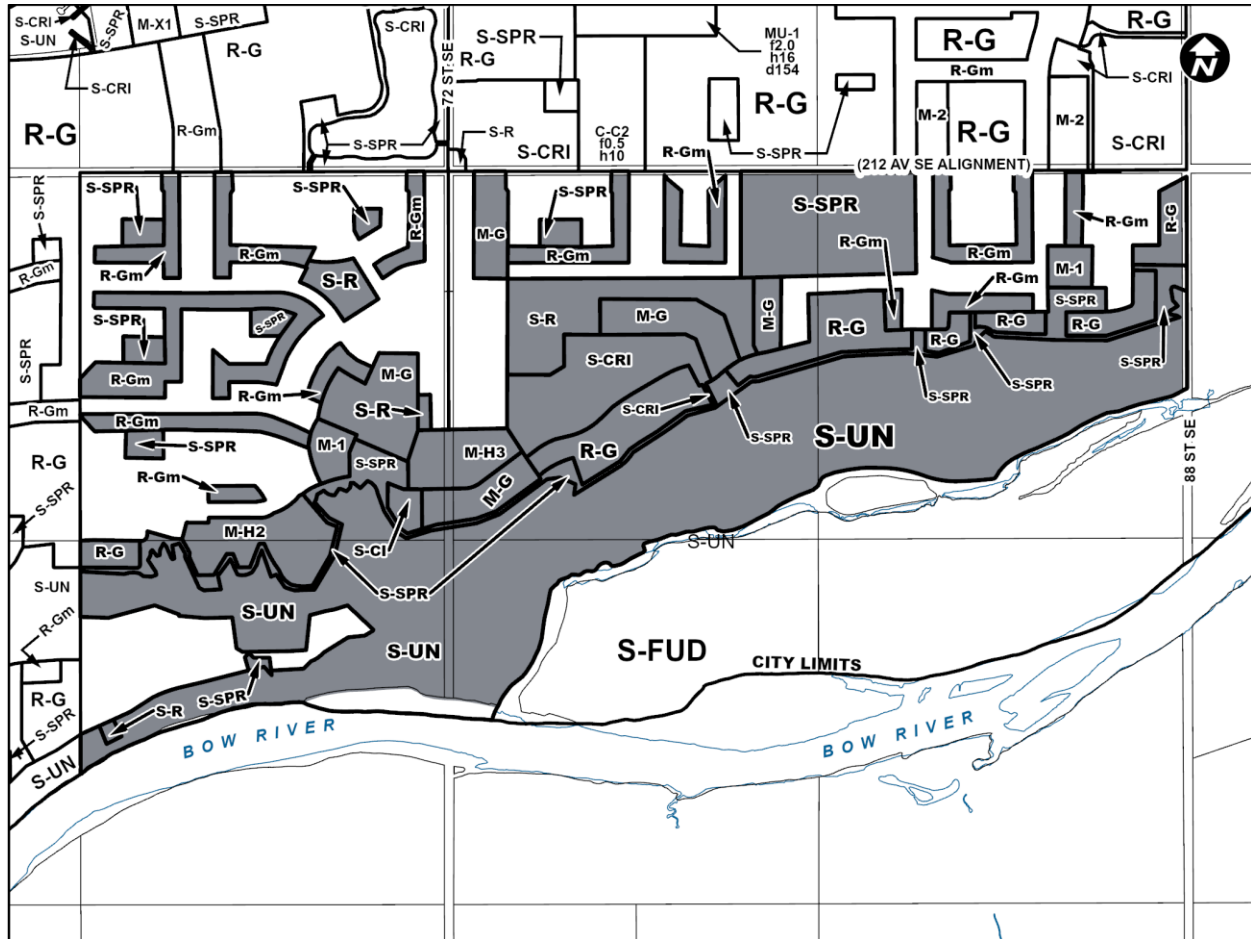 S-CRI
S-UN
S-SPR
M-X1
S-SPR
R-G
S-CRI
S-CRI
R-G
R-Gm
S-SPR
72 ST SE
S-SPR
R-G
S-R
S-CRI
C-C2
f0.5
h10
MU-1
f2.0
h16
d154
R-G
S-SPR
R-Gm
R-G
R-Gm
M-2
R-G
M-2
R-G
S-CRI
S-CRI
N
(212 AV SE ALIGNMENT)
S-SPR
S-SPR
S-SPR
R-Gm
M-G
S-SPR
R-Gm
S-SPR
R-Gm
R-Gm
R-G
R-Gm
R-Gm
R-Gm
S-R
R-Gm
M-1
S-SPR
S-SPR
S-SPR
S-R
M-G
M-G
R-G
R-G
R-G
R-G
S-SPR
S-SPR
S-SPR
S-SPR
R-Gm
R-Gm
M-G
S-R
S-CRI
S-CRI
S-SPR
R-Gm
R-Gm
S-SPR
M-1
S-SPR
M-H3
R-G
S-UN
88 ST SE
R-G
S-SPR
R-Gm
M-G
M-H2
S-CI
R-G
S-SPR
S-UN
S-UN
R-Gm
S-UN
S-UN
S-FUD
CITY LIMITS
R-G
S-SPR
S-SPR
S-R
S-UN
BOW RIVER
BOW RIVER